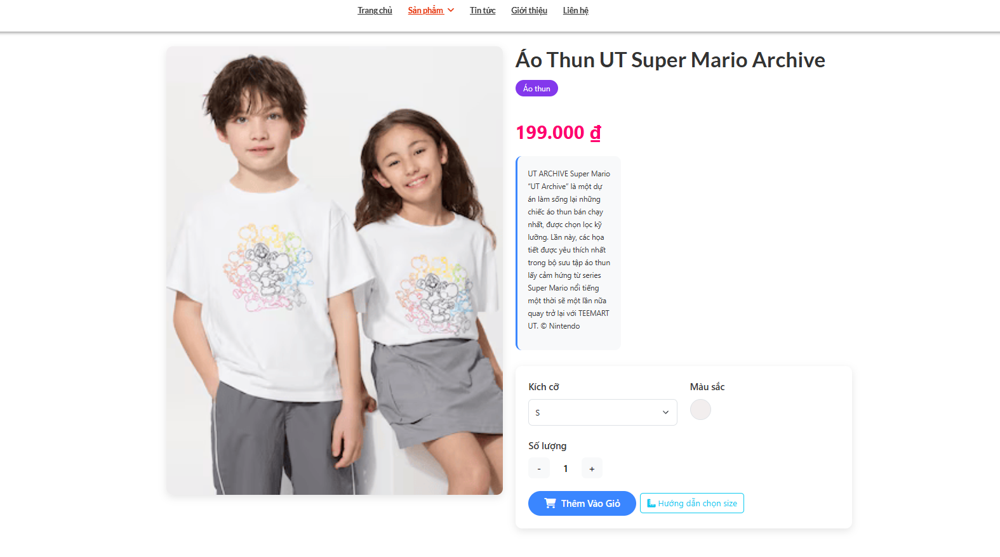 Trang chủ Sản phẩm Tin tức Giới thiệu Liên hệ
Áo Thun UT Super Mario Archive
Áo thun
199.000 ₫
UT ARCHIVE Super Mario
“UT Archive” là một dự
án làm sống lại những
chiếc áo thun bán chạy
nhất, được chọn lọc kỹ
lưỡng. Lần này, các họa
tiết được yêu thích nhất
trong bộ sưu tập áo thun
lấy cảm hứng từ series
Super Mario nổi tiếng
một thời sẽ một lần nữa
quay trở lại với TEEMART
UT. © Nintendo
Kích cỡ
Màu sắc
S
Số lượng
- 1 +
Thêm Vào Giỏ
Hướng dẫn chọn size